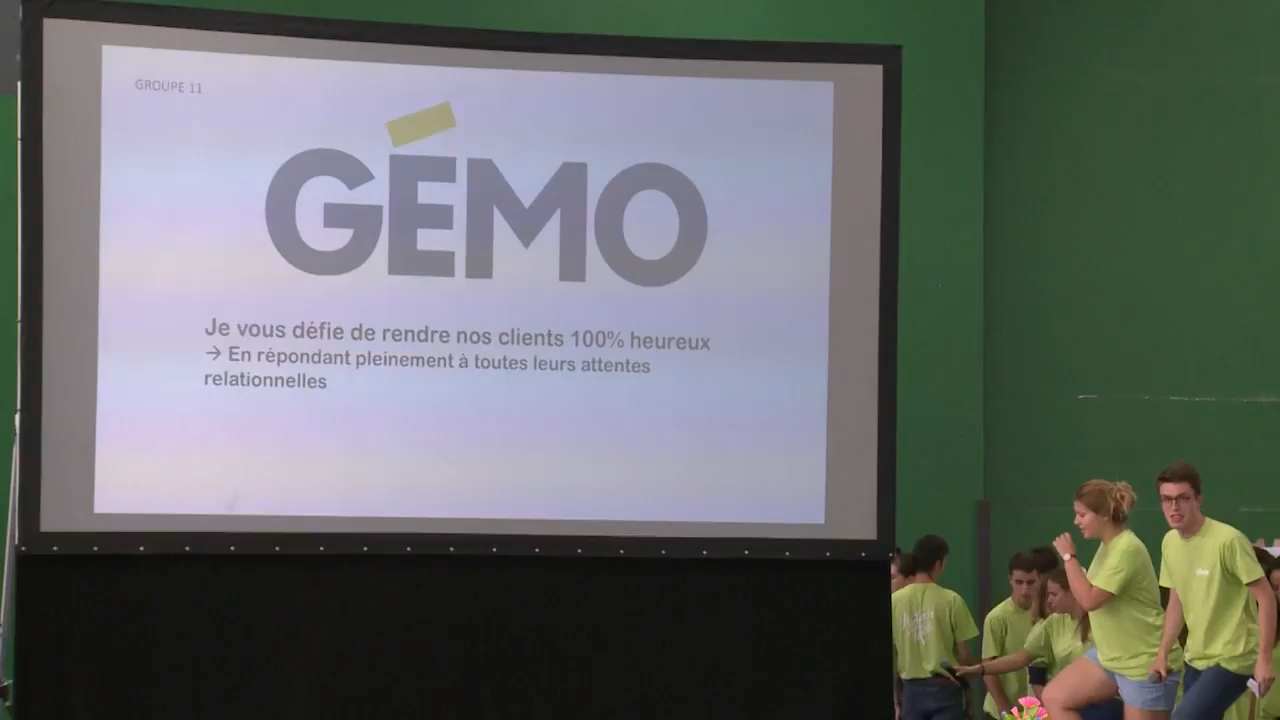 GROUPE 11
GÉMO
Je vous défie de rendre nos clients 100% heureux
→ En répondant pleinement à toutes leurs attentes
relationnelles